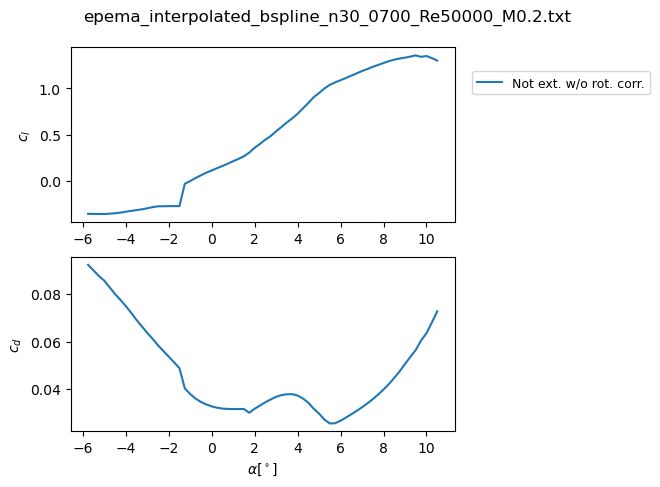 epema_interpolated_bspline_n30_0700_Re50000_M0.2.txt
1.0
0.5
0.0
c_l
−6 −4 −2 0 2 4 6 8 10
Not ext. w/o rot. corr.
0.08
0.06
0.04
c_d
−6 −4 −2 0 2 4 6 8 10
α[°]